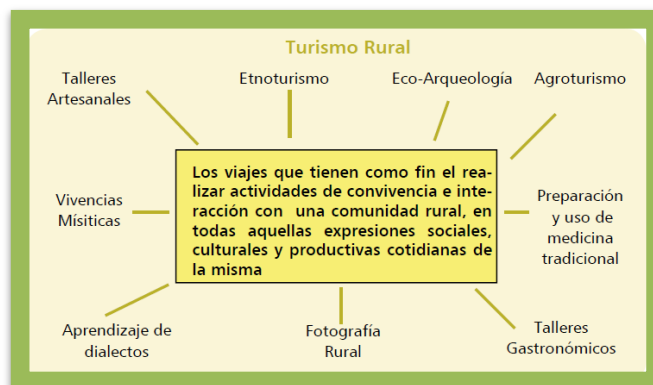 Turismo Rural
Talleres
Artesanales
Etnoturismo
Eco-Arqueología
Agroturismo
Los viajes que tienen como fin el rea-
lizar actividades de convivencia e inte-
racción con una comunidad rural, en
todas aquellas expresiones sociales,
culturales y productivas cotidianas de
la misma
Vivencias
Mísiticas
Preparación
y uso de
medicina
tradicional
Aprendizaje de
dialectos
Fotografía
Rural
Talleres
Gastronómicos